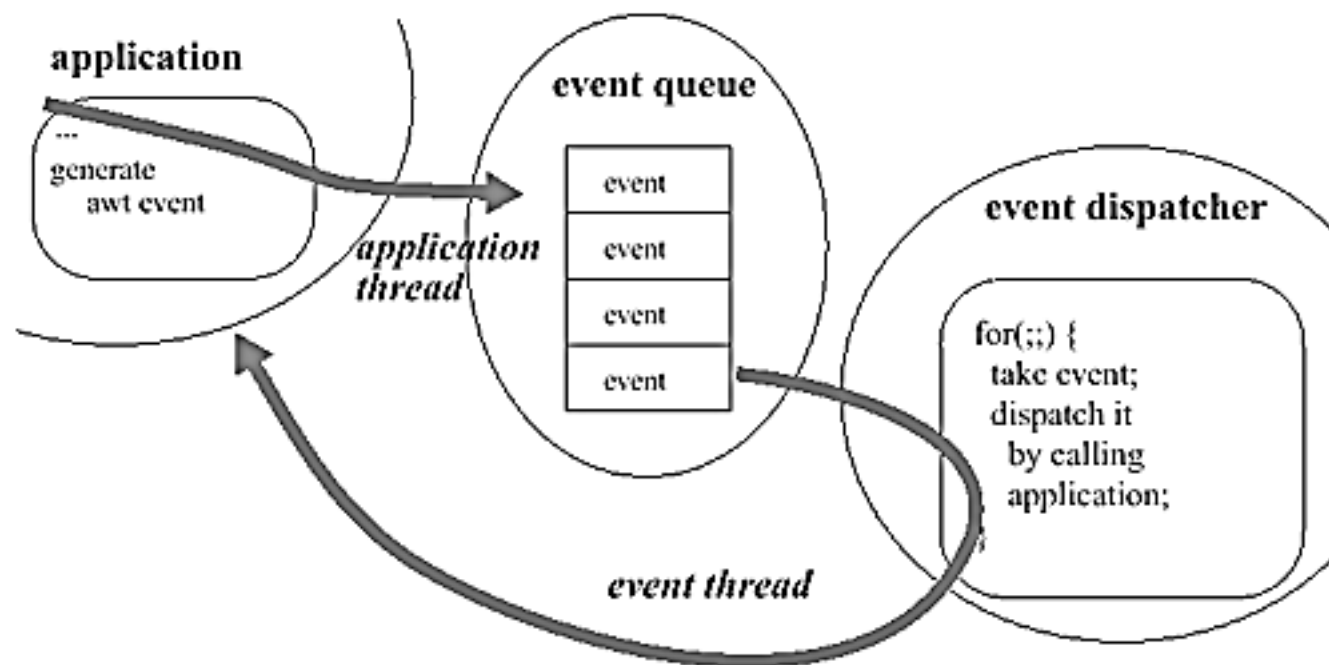 application
...
generate
awt event
application
thread
event queue
event
event
event
event
event dispatcher
for(;;) {
take event;
dispatch it
by calling
application;
}
event thread